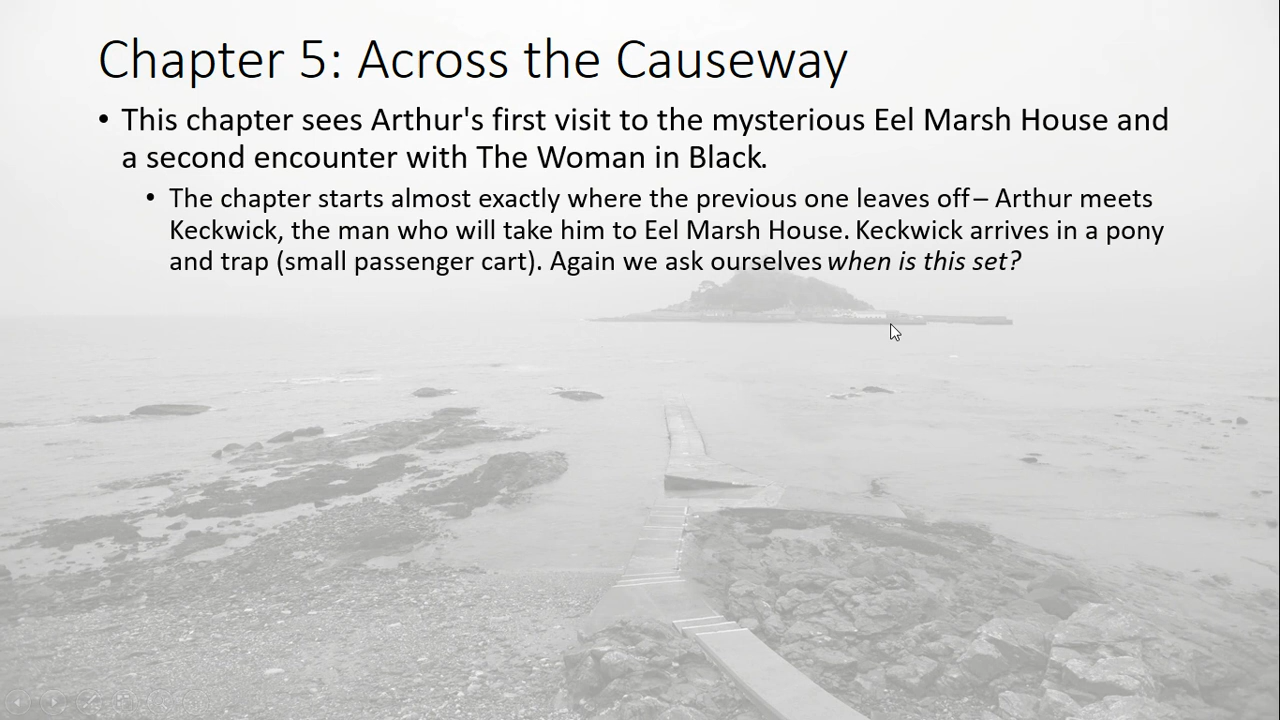 Chapter 5: Across the Causeway
• This chapter sees Arthur's first visit to the mysterious Eel Marsh House and
a second encounter with The Woman in Black.
• The chapter starts almost exactly where the previous one leaves off – Arthur meets
Keckwick, the man who will take him to Eel Marsh House. Keckwick arrives in a pony
and trap (small passenger cart). Again we ask ourselves when is this set?